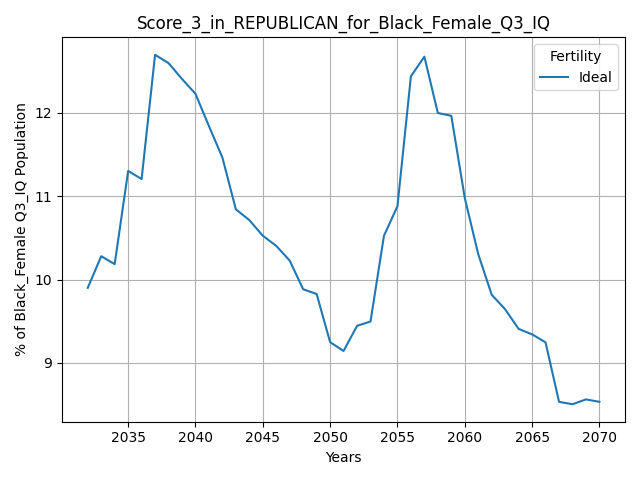 Score_3_in_REPUBLICAN_for_Black_Female_Q3_IQ
Fertility
Ideal
% of Black_Female Q3_IQ Population
12
11
10
9
2035 2040 2045 2050 2055 2060 2065 2070
Years